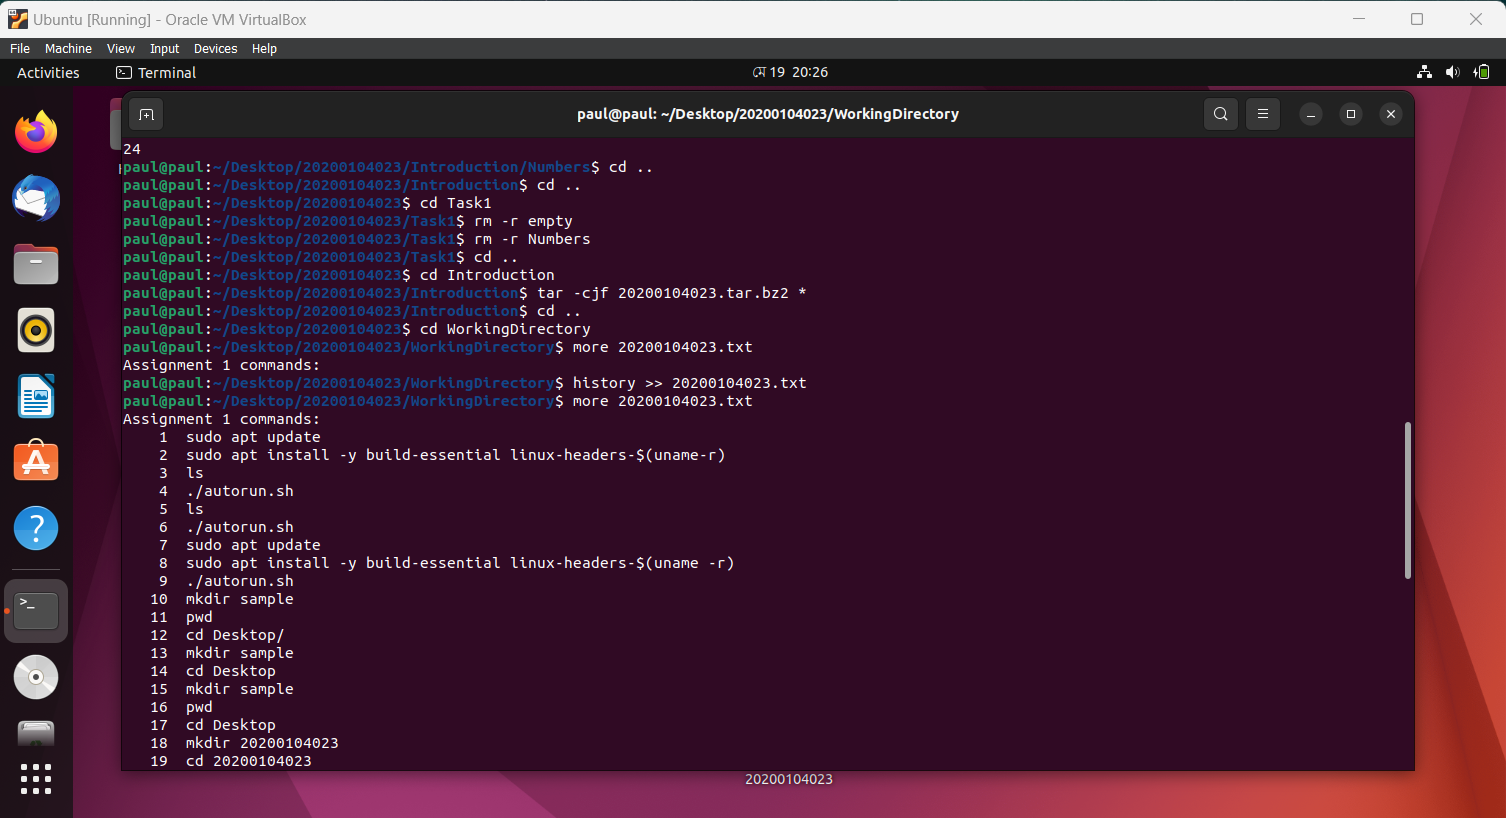 Ubuntu [Running] - Oracle VM VirtualBox
File Machine View Input Devices Help
Activities Terminal মে 19 20:26
paul@paul: ~/Desktop/20200104023/WorkingDirectory
24
paul@paul:~/Desktop/20200104023/Introduction/Numbers$ cd ..
paul@paul:~/Desktop/20200104023/Introduction$ cd ..
paul@paul:~/Desktop/20200104023$ cd Task1
paul@paul:~/Desktop/20200104023/Task1$ rm -r empty
paul@paul:~/Desktop/20200104023/Task1$ rm -r Numbers
paul@paul:~/Desktop/20200104023/Task1$ cd ..
paul@paul:~/Desktop/20200104023$ cd Introduction
paul@paul:~/Desktop/20200104023/Introduction$ tar -cjf 20200104023.tar.bz2 *
paul@paul:~/Desktop/20200104023/Introduction$ cd ..
paul@paul:~/Desktop/20200104023$ cd WorkingDirectory
paul@paul:~/Desktop/20200104023/WorkingDirectory$ more 20200104023.txt
Assignment 1 commands:
paul@paul:~/Desktop/20200104023/WorkingDirectory$ history >> 20200104023.txt
paul@paul:~/Desktop/20200104023/WorkingDirectory$ more 20200104023.txt
Assignment 1 commands:
1 sudo apt update
2 sudo apt install -y build-essential linux-headers-$(uname-r)
3 ls
4 ./autorun.sh
5 ls
6 ./autorun.sh
7 sudo apt update
8 sudo apt install -y build-essential linux-headers-$(uname -r)
9 ./autorun.sh
10 mkdir sample
11 pwd
12 cd Desktop/
13 mkdir sample
14 cd Desktop
15 mkdir sample
16 pwd
17 cd Desktop
18 mkdir 20200104023
19 cd 20200104023
20200104023